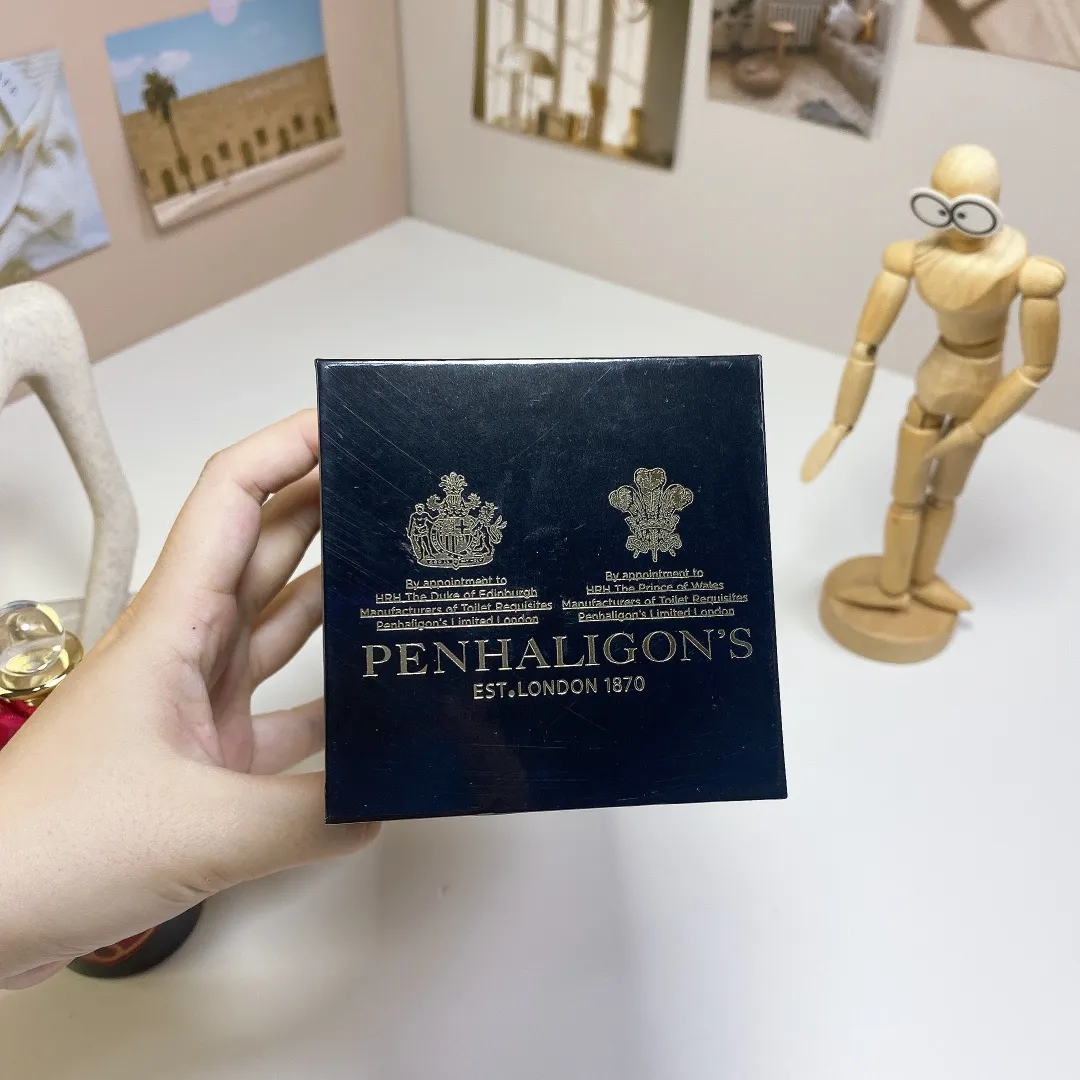 By appointment to
HRH The Duke of Edinburgh
Manufacturers of Toilet Requisites
Penhaligon's Limited London
By appointment to
HRH The Prince of Wales
Manufacturers of Toilet Requisites
Penhaligon's Limited London
PENHALIGON'S
EST.LONDON 1870